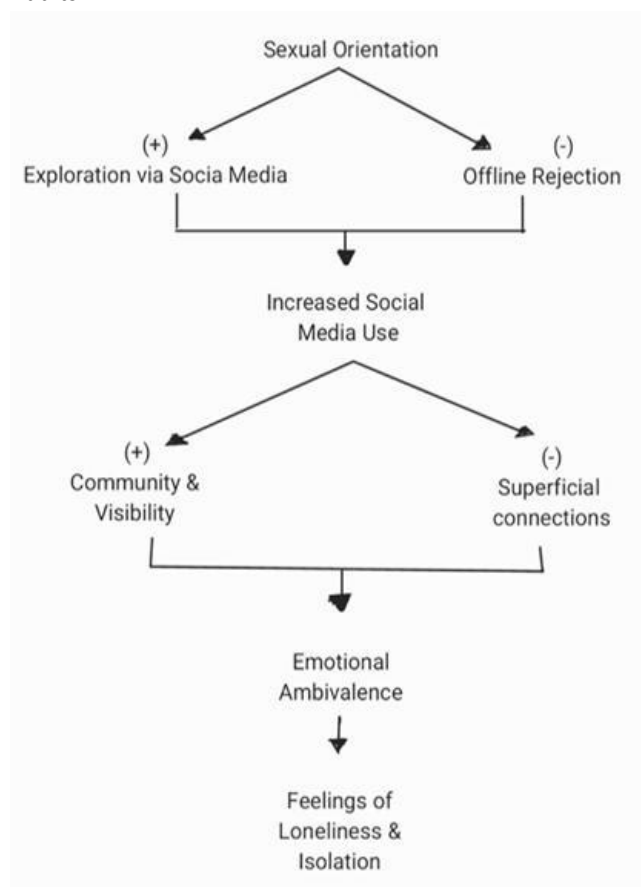 Sexual Orientation
(+)
Exploration via Socia Media
(-)
Offline Rejection
Increased Social
Media Use
(+)
Community &
Visibility
(-)
Superficial
connections
Emotional
Ambivalence
Feelings of
Loneliness &
Isolation